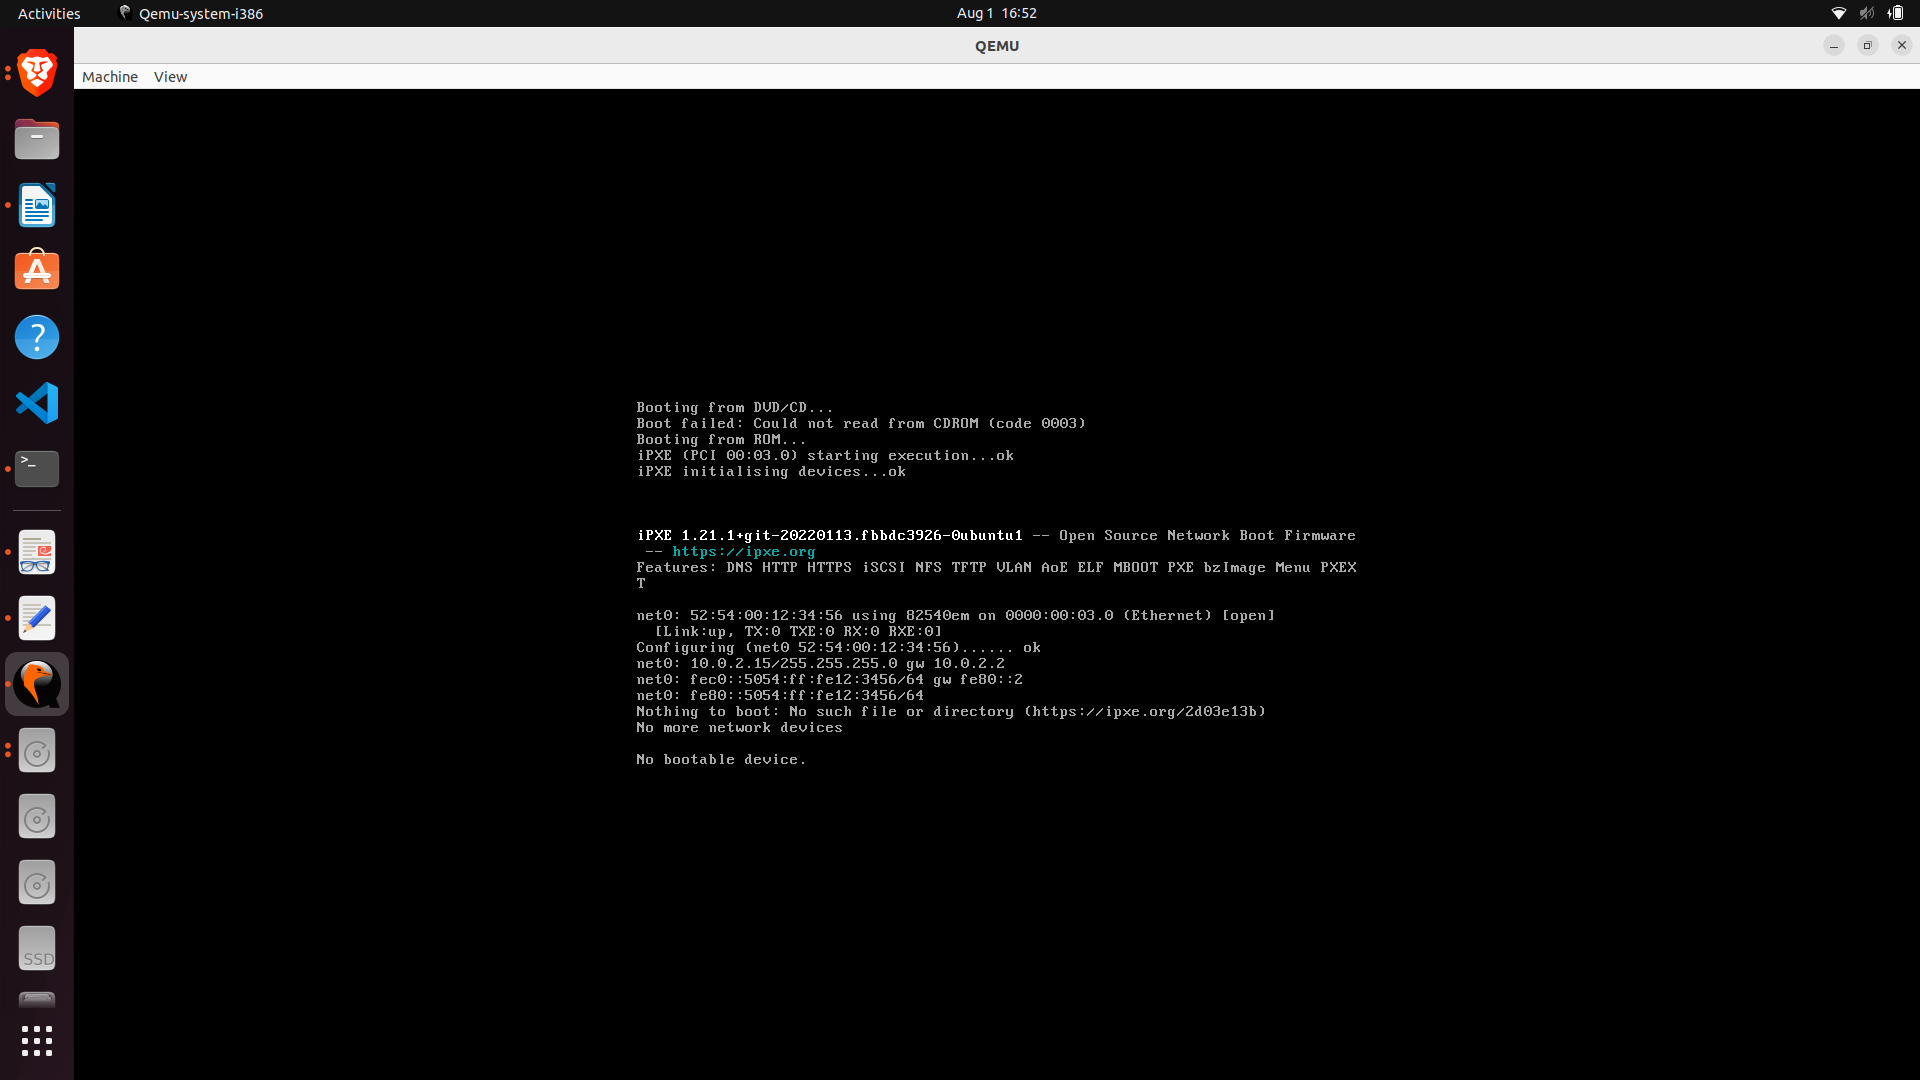 Activities
Qemu-system-i386
Aug 1 16:52
QEMU
Machine View
Booting from DVD/CD...
Boot failed: Could not read from CDROM (code 0003)
Booting from ROM...
iPXE (PCI 00:03.0) starting execution...ok
iPXE initialising devices...ok
iPXE 1.21.1+git-20220113.fbbdc3926-0ubuntu1 -- Open Source Network Boot Firmware
-- https://ipxe.org
Features: DNS HTTP HTTPS iSCSI NFS TFTP VLAN AoE ELF MBOOT PXE bzImage Menu PXEX
T
net0: 52:54:00:12:34:56 using 82540em on 0000:00:03.0 (Ethernet) [open]
[Link:up, TX:0 TXE:0 RX:0 RXE:0]
Configuring (net0 52:54:00:12:34:56)...... ok
net0: 10.0.2.15/255.255.255.0 gw 10.0.2.2
net0: fec0::5054:ff:fe12:3456/64 gw fe80::2
net0: fe80::5054:ff:fe12:3456/64
Nothing to boot: No such file or directory (https://ipxe.org/2d03e13b)
No more network devices
No bootable device.
>_
SSD